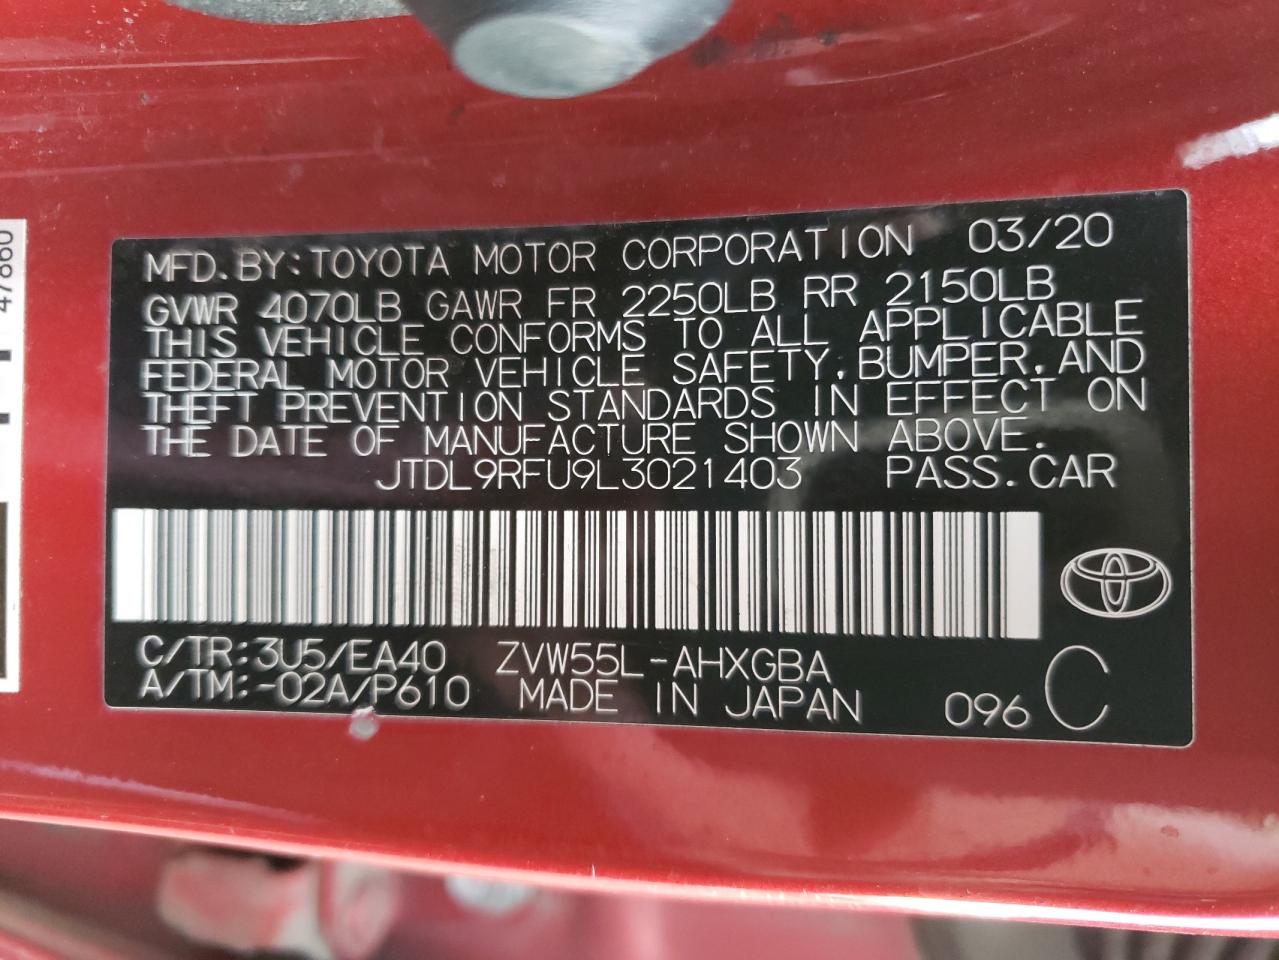 47860
MFD.BY:TOYOTA MOTOR CORPORATION 03/20
GVWR 4070LB GAWR FR 2250LB RR 2150LB
THIS VEHICLE CONFORMS TO ALL APPLICABLE
FEDERAL MOTOR VEHICLE SAFETY,BUMPER,AND
THEFT PREVENTION STANDARDS IN EFFECT ON
THE DATE OF MANUFACTURE SHOWN ABOVE.
JTDL9RFU9L3021403 PASS.CAR
C/TR:3U5/EA40 ZVW55L-AHXGBA
A/TM:-02A/P610 MADE IN JAPAN 096 C